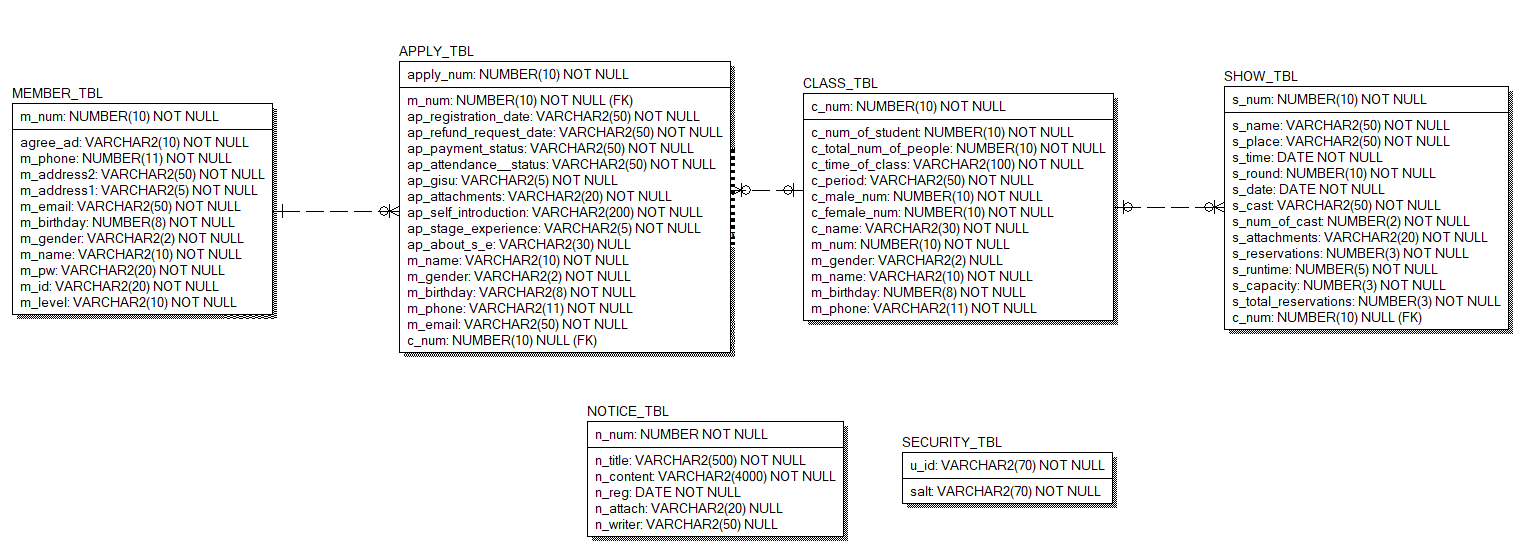 MEMBER_TBL
m_num: NUMBER(10) NOT NULL
agree_ad: VARCHAR2(10) NOT NULL
m_phone: NUMBER(11) NOT NULL
m_address2: VARCHAR2(50) NOT NULL
m_address1: VARCHAR2(5) NOT NULL
m_email: VARCHAR2(50) NOT NULL
m_birthday: NUMBER(8) NOT NULL
m_gender: VARCHAR2(2) NOT NULL
m_name: VARCHAR2(10) NOT NULL
m_pw: VARCHAR2(20) NOT NULL
m_id: VARCHAR2(20) NOT NULL
m_level: VARCHAR2(10) NOT NULL
APPLY_TBL
apply_num: NUMBER(10) NOT NULL
m_num: NUMBER(10) NOT NULL (FK)
ap_registration_date: VARCHAR2(50) NOT NULL
ap_refund_request_date: VARCHAR2(50) NOT NULL
ap_payment_status: VARCHAR2(50) NOT NULL
ap_attendance__status: VARCHAR2(50) NOT NULL
ap_gisu: VARCHAR2(5) NOT NULL
ap_attachments: VARCHAR2(20) NOT NULL
ap_self_introduction: VARCHAR2(200) NOT NULL
ap_stage_experience: VARCHAR2(5) NOT NULL
ap_about_s_e: VARCHAR2(30) NULL
m_name: VARCHAR2(10) NOT NULL
m_gender: VARCHAR2(2) NOT NULL
m_birthday: VARCHAR2(8) NOT NULL
m_phone: VARCHAR2(11) NOT NULL
m_email: VARCHAR2(50) NOT NULL
c_num: NUMBER(10) NULL (FK)
CLASS_TBL
c_num: NUMBER(10) NOT NULL
c_num_of_student: NUMBER(10) NOT NULL
c_total_num_of_people: NUMBER(10) NOT NULL
c_time_of_class: VARCHAR2(100) NOT NULL
c_period: VARCHAR2(50) NOT NULL
c_male_num: NUMBER(10) NOT NULL
c_female_num: NUMBER(10) NOT NULL
c_name: VARCHAR2(30) NOT NULL
m_num: NUMBER(10) NOT NULL
m_gender: VARCHAR2(2) NULL
m_name: VARCHAR2(10) NOT NULL
m_birthday: NUMBER(8) NOT NULL
m_phone: VARCHAR2(11) NOT NULL
SHOW_TBL
s_num: NUMBER(10) NOT NULL
s_name: VARCHAR2(50) NOT NULL
s_place: VARCHAR2(50) NOT NULL
s_time: DATE NOT NULL
s_round: NUMBER(10) NOT NULL
s_date: DATE NOT NULL
s_cast: VARCHAR2(50) NOT NULL
s_num_of_cast: NUMBER(2) NOT NULL
s_attachments: VARCHAR2(20) NOT NULL
s_reservations: NUMBER(3) NOT NULL
s_runtime: NUMBER(5) NOT NULL
s_capacity: NUMBER(3) NOT NULL
s_total_reservations: NUMBER(3) NOT NULL
c_num: NUMBER(10) NULL (FK)
NOTICE_TBL
n_num: NUMBER NOT NULL
n_title: VARCHAR2(500) NOT NULL
n_content: VARCHAR2(4000) NOT NULL
n_reg: DATE NOT NULL
n_attach: VARCHAR2(20) NULL
n_writer: VARCHAR2(50) NULL
SECURITY_TBL
u_id: VARCHAR2(70) NOT NULL
salt: VARCHAR2(70) NOT NULL